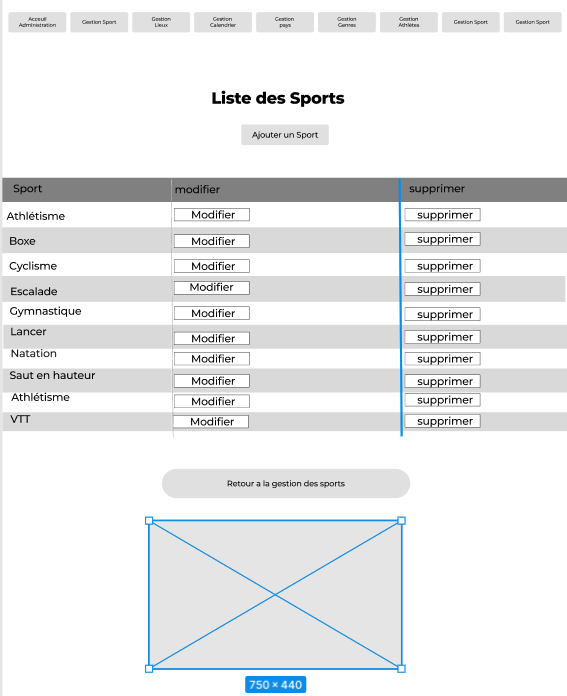 Acceuil
Administration
Gestion Sport
Gestion
Lieux
Gestion
Calendrier
Gestion
pays
Gestion
Genres
Gestion
Athlètes
Gestion Sport
Gestion Sport
Liste des Sports
Ajouter un Sport
Sport modifier supprimer
Athlétisme Modifier supprimer
Boxe Modifier supprimer
Cyclisme Modifier supprimer
Escalade Modifier supprimer
Gymnastique Modifier supprimer
Lancer Modifier supprimer
Natation Modifier supprimer
Saut en hauteur Modifier supprimer
Athlétisme Modifier supprimer
VTT Modifier supprimer
Retour a la gestion des sports
750 × 440